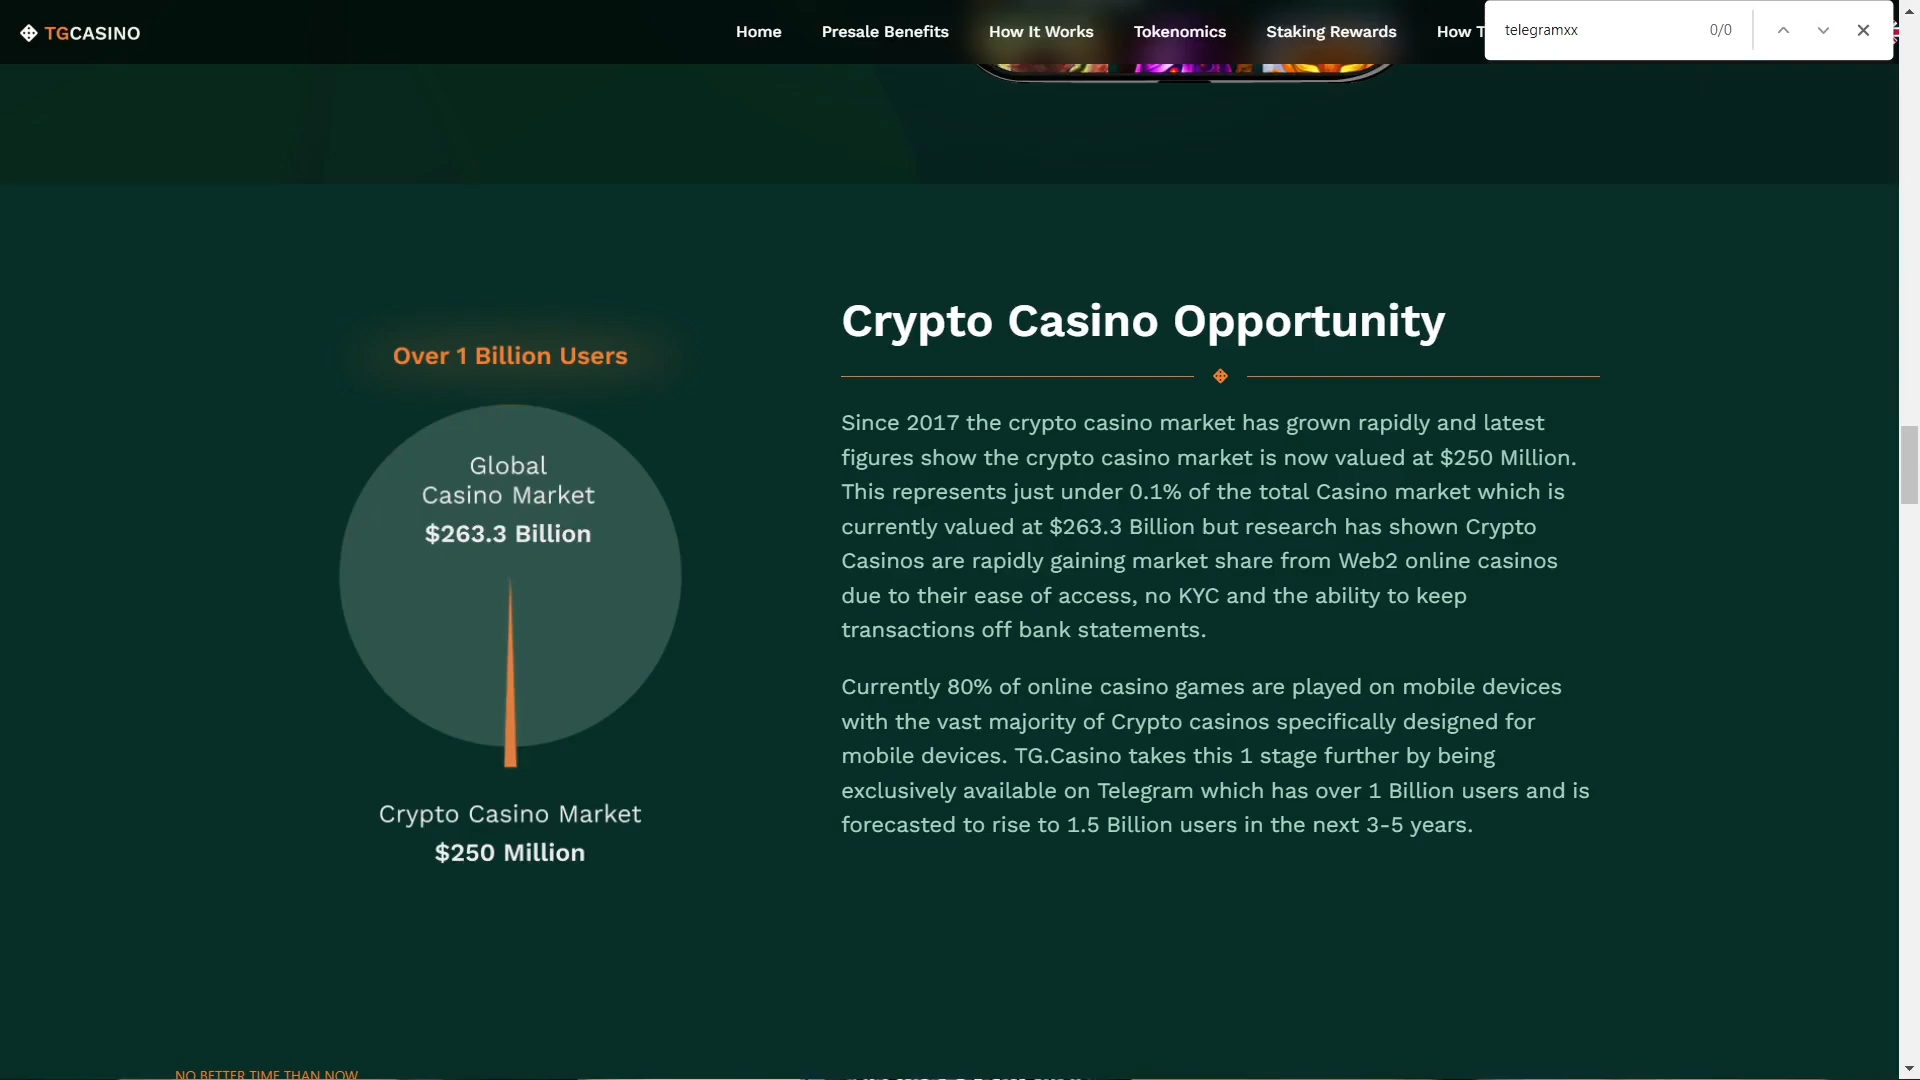 TGCASINO
Home
Presale Benefits
How It Works
Tokenomics
Staking Rewards
How T
telegramxx
0/0
Over 1 Billion Users
Global
Casino Market
$263.3 Billion
Crypto Casino Market
$250 Million
Crypto Casino Opportunity
Since 2017 the crypto casino market has grown rapidly and latest
figures show the crypto casino market is now valued at $250 Million.
This represents just under 0.1% of the total Casino market which is
currently valued at $263.3 Billion but research has shown Crypto
Casinos are rapidly gaining market share from Web2 online casinos
due to their ease of access, no KYC and the ability to keep
transactions off bank statements.
Currently 80% of online casino games are played on mobile devices
with the vast majority of Crypto casinos specifically designed for
mobile devices. TG.Casino takes this 1 stage further by being
exclusively available on Telegram which has over 1 Billion users and is
forecasted to rise to 1.5 Billion users in the next 3-5 years.
NO BETTER TIME THAN NOW